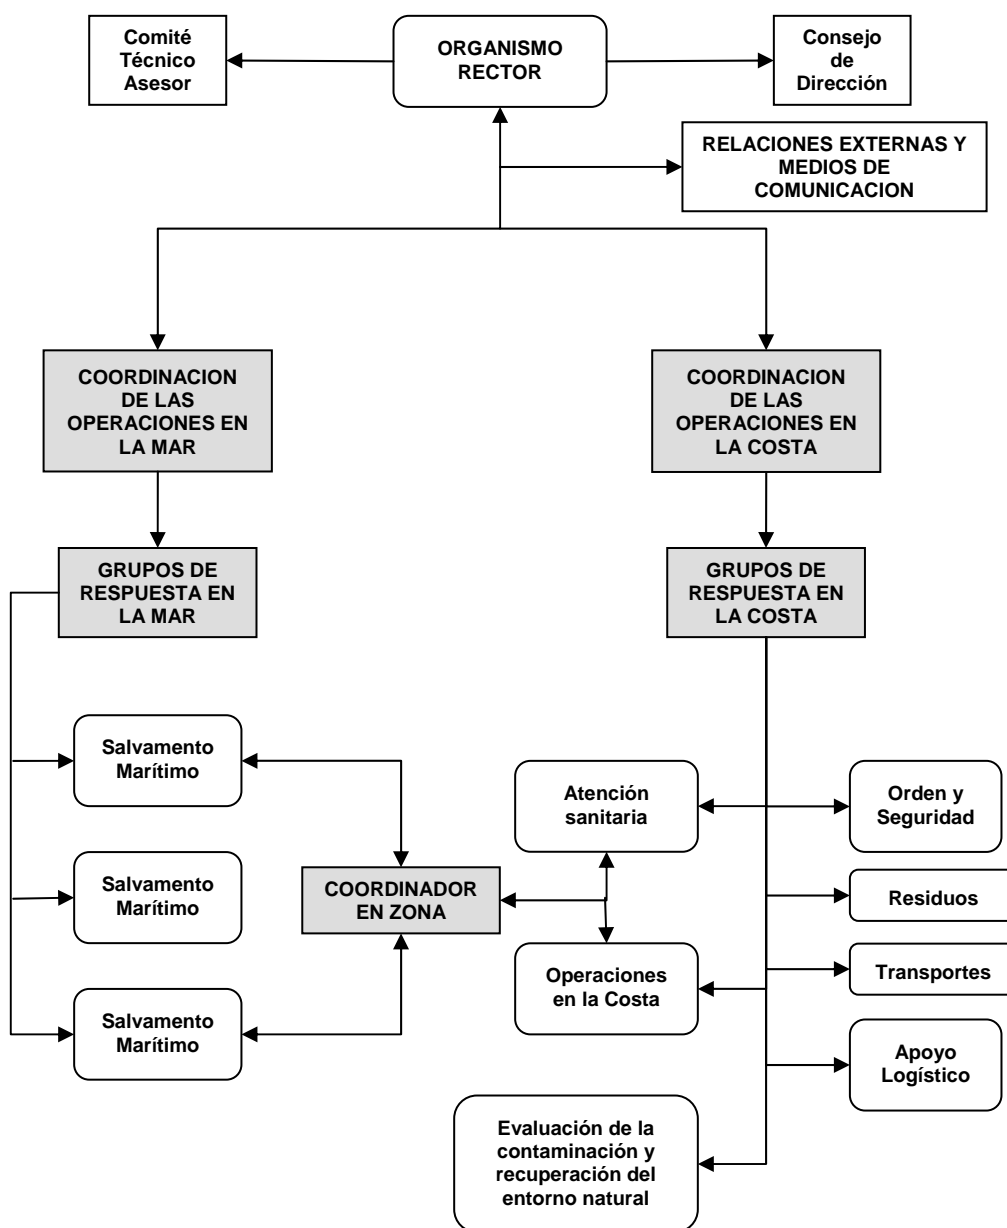 Comité
Técnico
Asesor
ORGANISMO
RECTOR
Consejo
de
Dirección
RELACIONES EXTERNAS Y
MEDIOS DE
COMUNICACION
COORDINACION
DE LAS
OPERACIONES EN
LA MAR
COORDINACION
DE LAS
OPERACIONES EN
LA COSTA
GRUPOS DE
RESPUESTA EN
LA MAR
GRUPOS DE
RESPUESTA EN
LA COSTA
Salvamento
Marítimo
Atención
sanitaria
Orden y
Seguridad
Salvamento
Marítimo
COORDINADOR
EN ZONA
Residuos
Operaciones
en la Costa
Transportes
Salvamento
Marítimo
Apoyo
Logístico
Evaluación de la
contaminación y
recuperación del
entorno natural